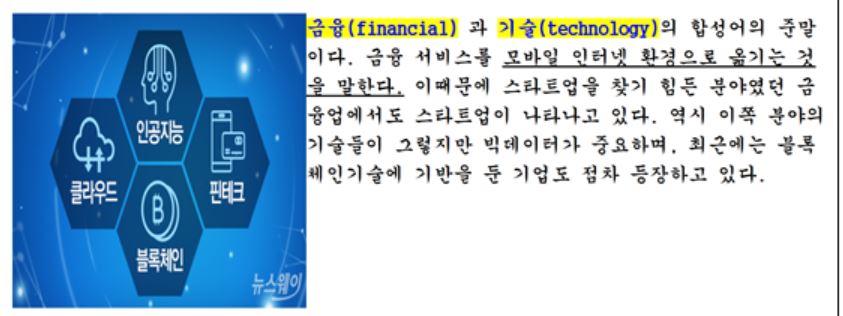 인공지능
클라우드
핀테크
블록체인
뉴스웨이
금융(financial) 과 기술(technology)의 합성어의 준말
이다. 금융 서비스를 모바일 인터넷 환경으로 옮기는 것
을 말한다. 이때문에 스타트업을 찾기 힘든 분야였던 금
융업에서도 스타트업이 나타나고 있다. 역시 이쪽 분야의
기술들이 그렇지만 빅데이터가 중요하며, 최근에는 블록
체인기술에 기반을 둔 기업도 점차 등장하고 있다.